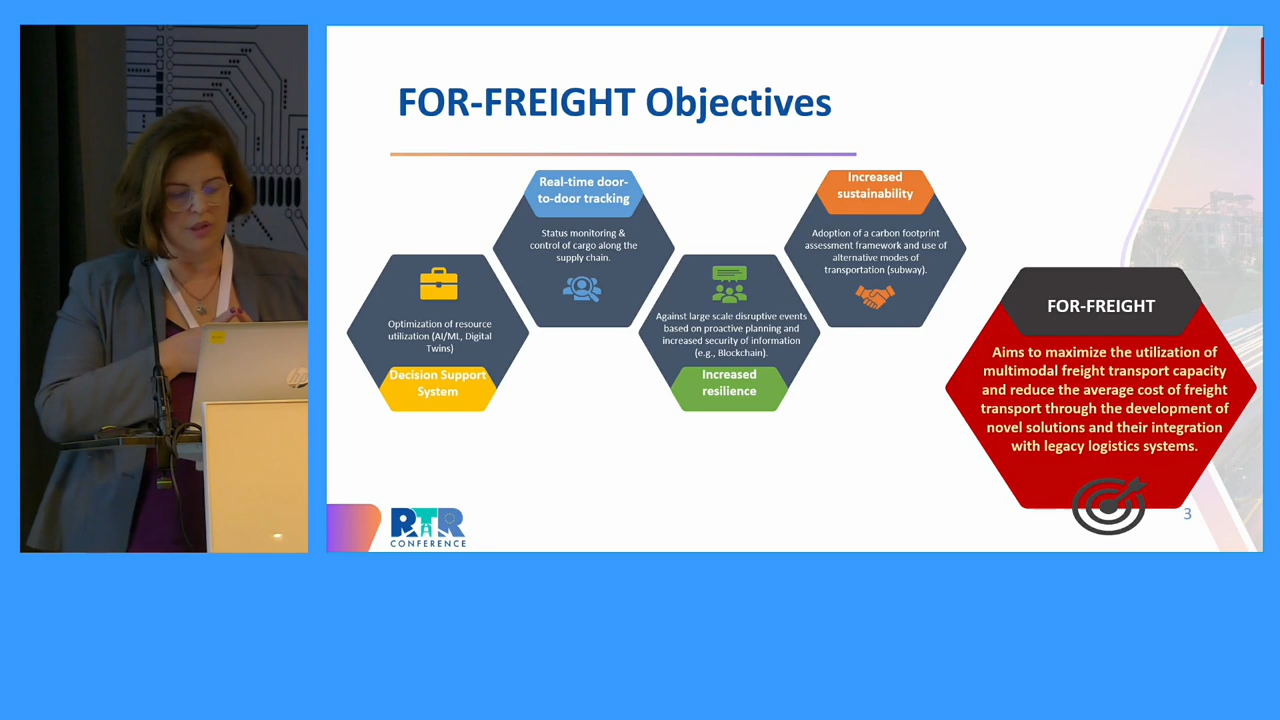 FOR-FREIGHT Objectives
Optimization of resource
utilization (AI/ML, Digital
Twins)
Decision Support
System
Real-time door-
to-door tracking
Status monitoring &
control of cargo along the
supply chain.
Against large scale disruptive events
based on proactive planning and
increased security of information
(e.g., Blockchain).
Increased
resilience
Increased
sustainability
Adoption of a carbon footprint
assessment framework and use of
alternative modes of
transportation (subway).
FOR-FREIGHT
Aims to maximize the utilization of
multimodal freight transport capacity
and reduce the average cost of freight
transport through the development of
novel solutions and their integration
with legacy logistics systems.
RTR
CONFERENCE
3
hp